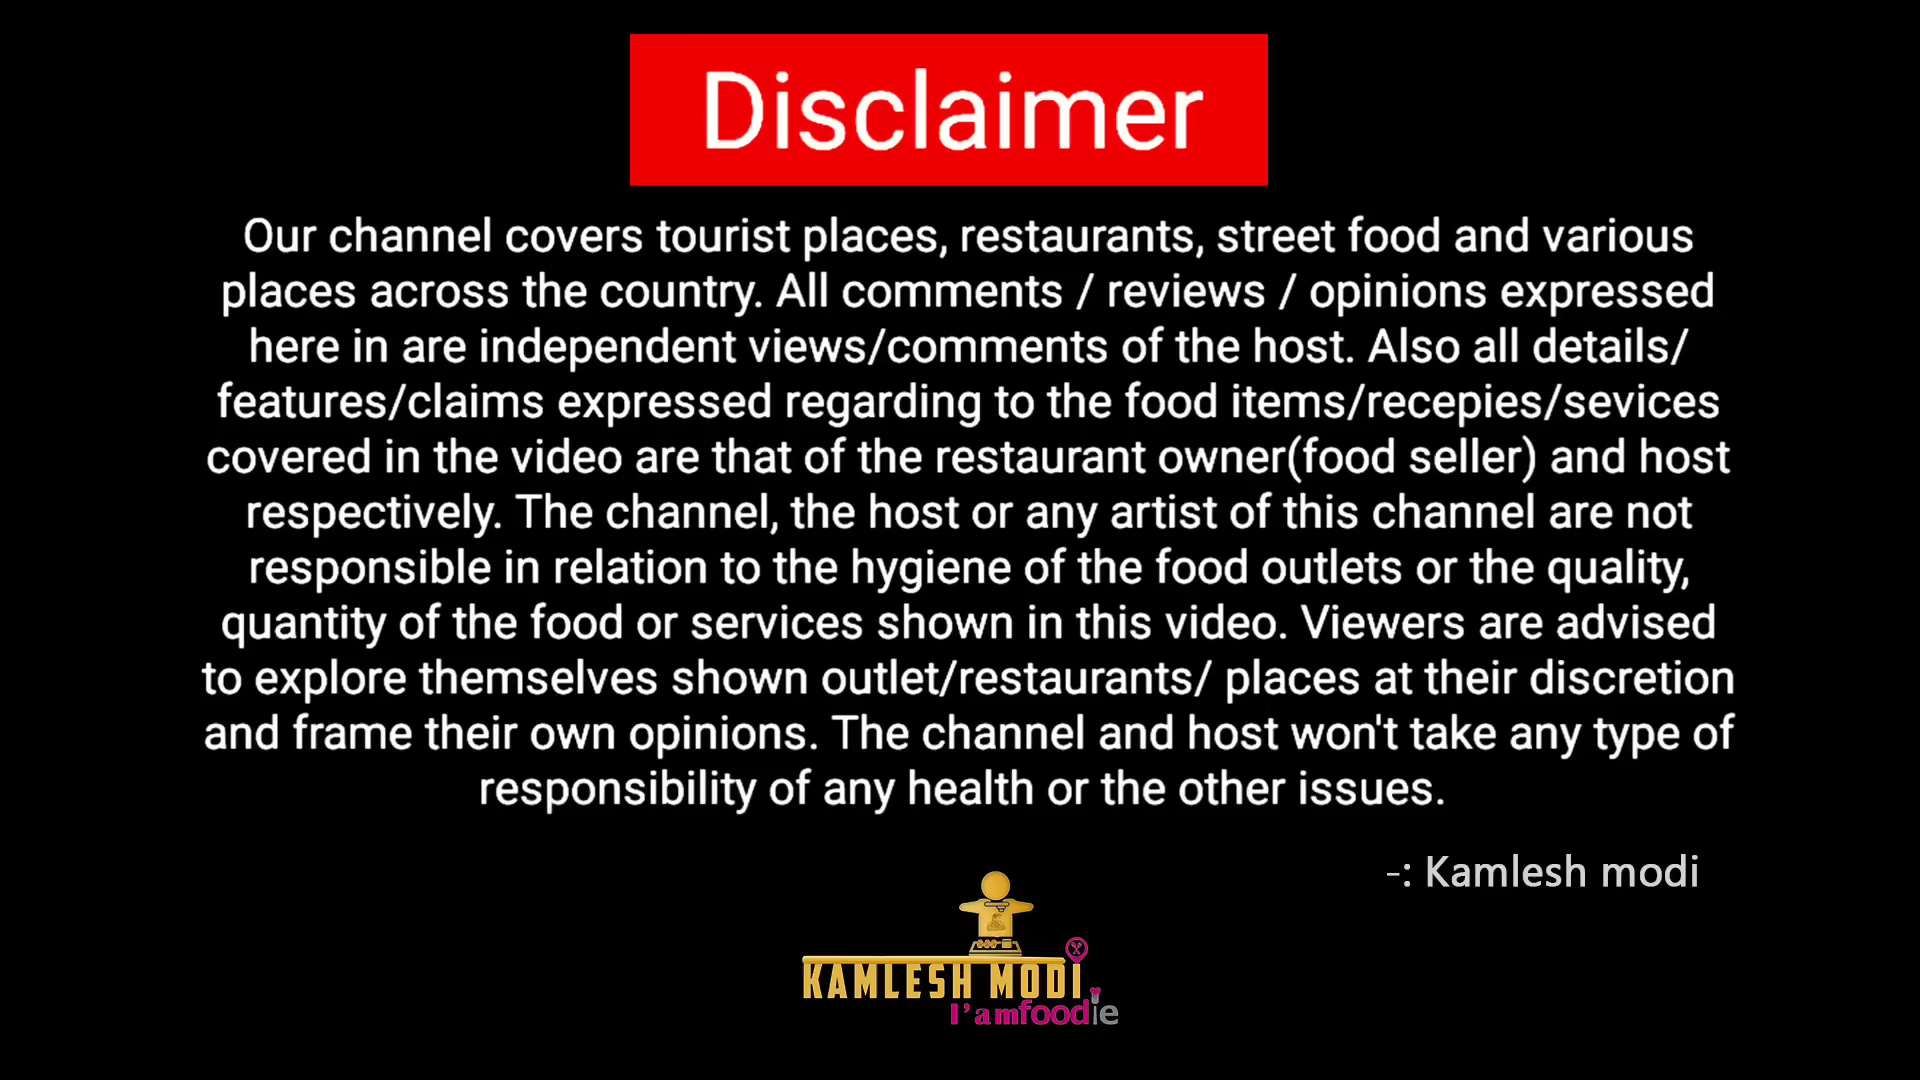 Disclaimer
Our channel covers tourist places, restaurants, street food and various
places across the country. All comments / reviews / opinions expressed
here in are independent views/comments of the host. Also all details/
features/claims expressed regarding to the food items/recepies/sevices
covered in the video are that of the restaurant owner(food seller) and host
respectively. The channel, the host or any artist of this channel are not
responsible in relation to the hygiene of the food outlets or the quality,
quantity of the food or services shown in this video. Viewers are advised
to explore themselves shown outlet/restaurants/ places at their discretion
and frame their own opinions. The channel and host won't take any type of
responsibility of any health or the other issues.
-: Kamlesh modi
KAMLESH MODI
I'amfoodie